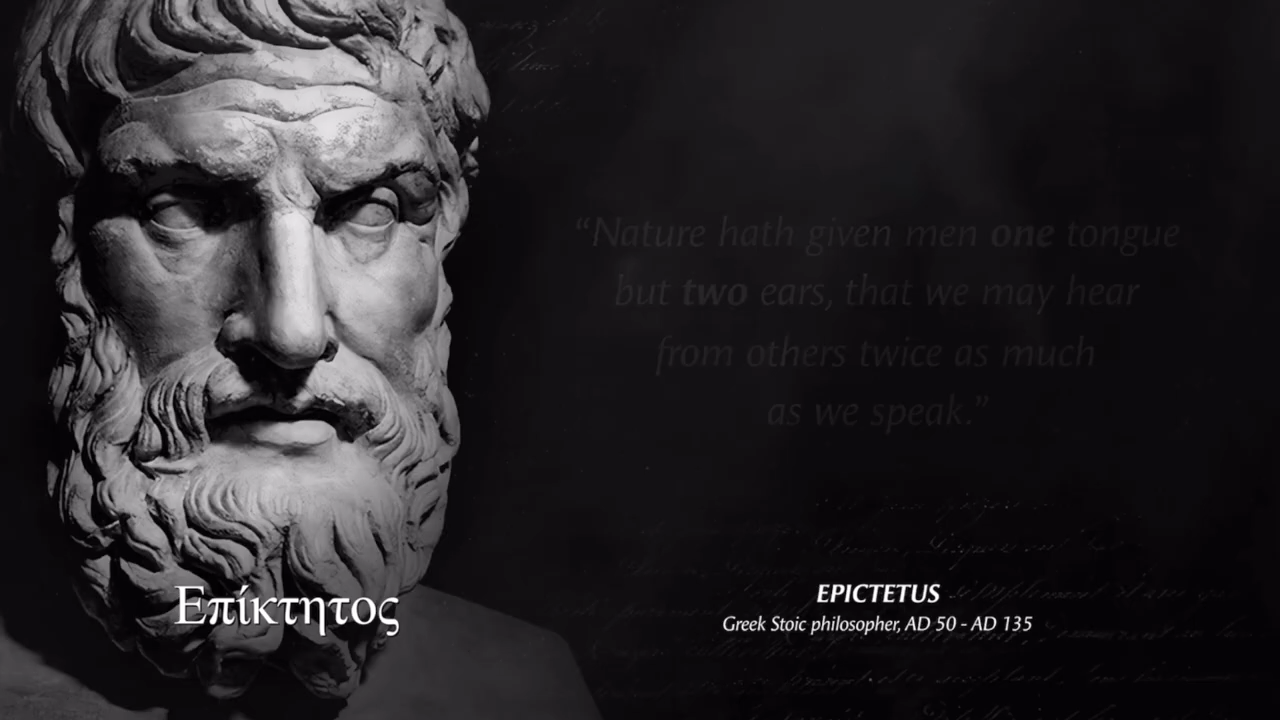 “Nature hath given men one tongue
but two ears, that we may hear
from others twice as much
as we speak.”
Επίκτητος
EPICTETUS
Greek Stoic philosopher, AD 50 - AD 135